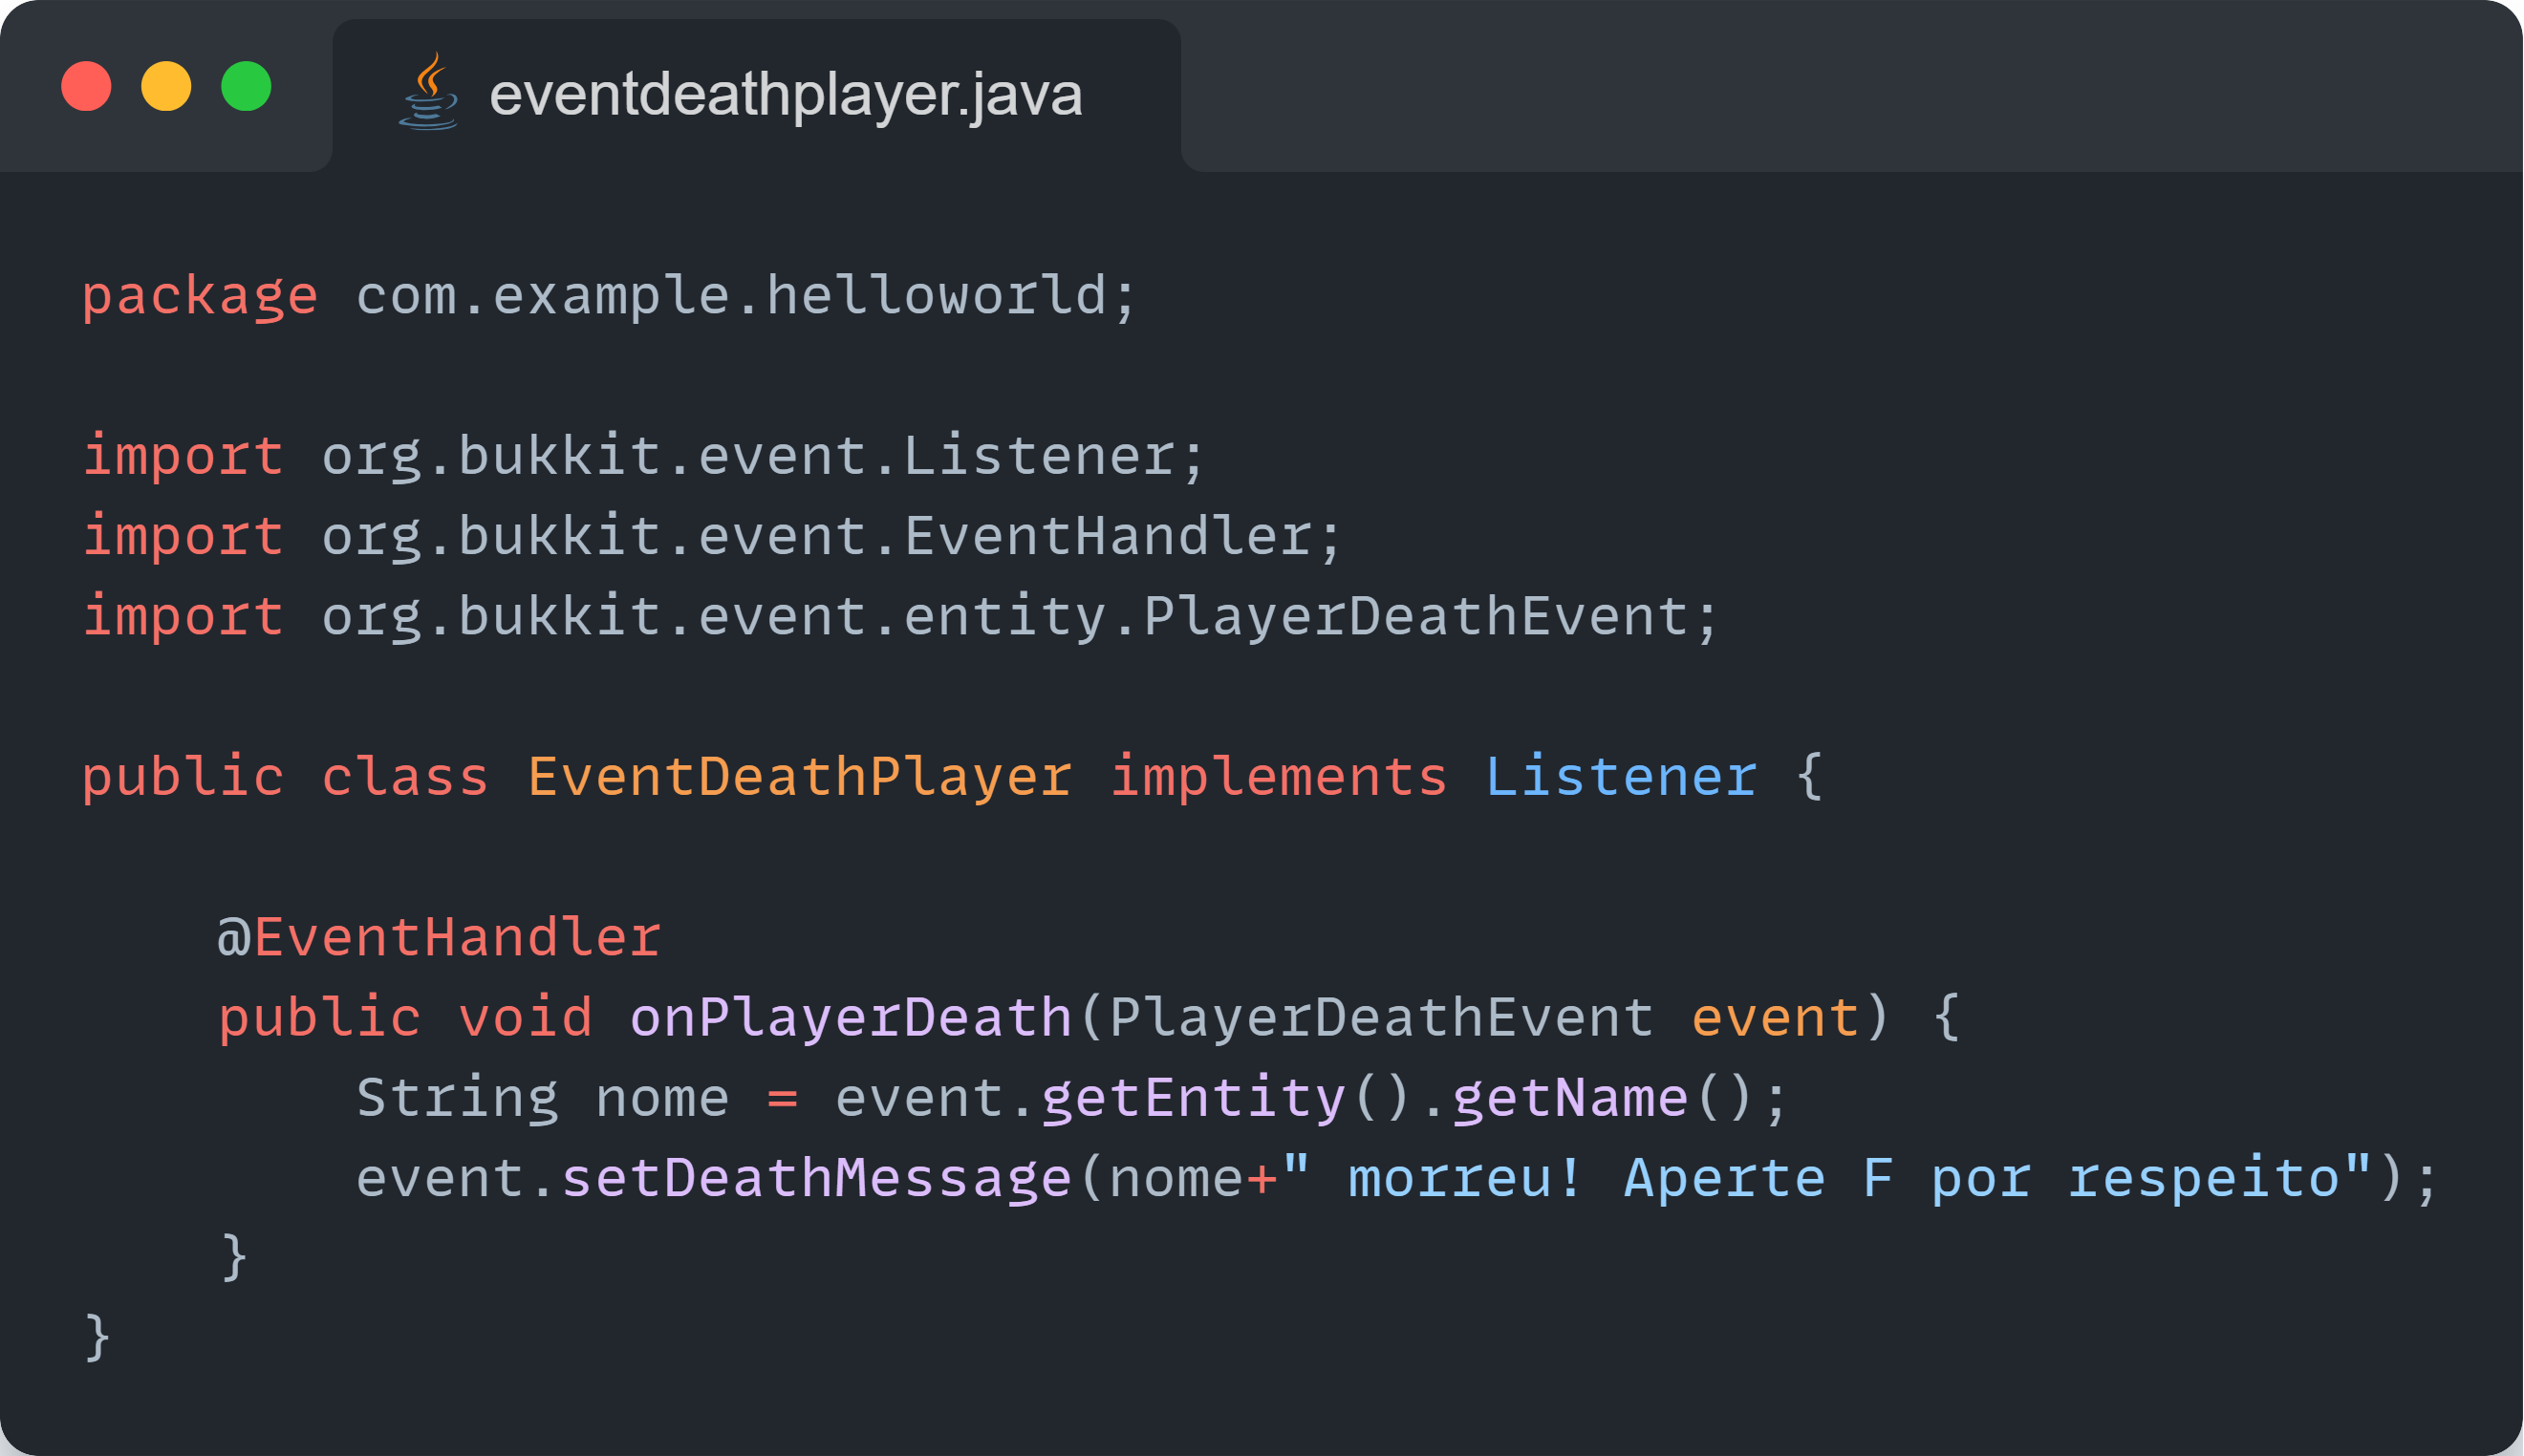 eventdeathplayer.java
package com.example.helloworld;
import org.bukkit.event.Listener;
import org.bukkit.event.EventHandler;
import org.bukkit.event.entity.PlayerDeathEvent;
public class EventDeathPlayer implements Listener {
@EventHandler
public void onPlayerDeath(PlayerDeathEvent event) {
String nome = event.getEntity().getName();
event.setDeathMessage(nome+" morreu! Aperte F por respeito");
}
}